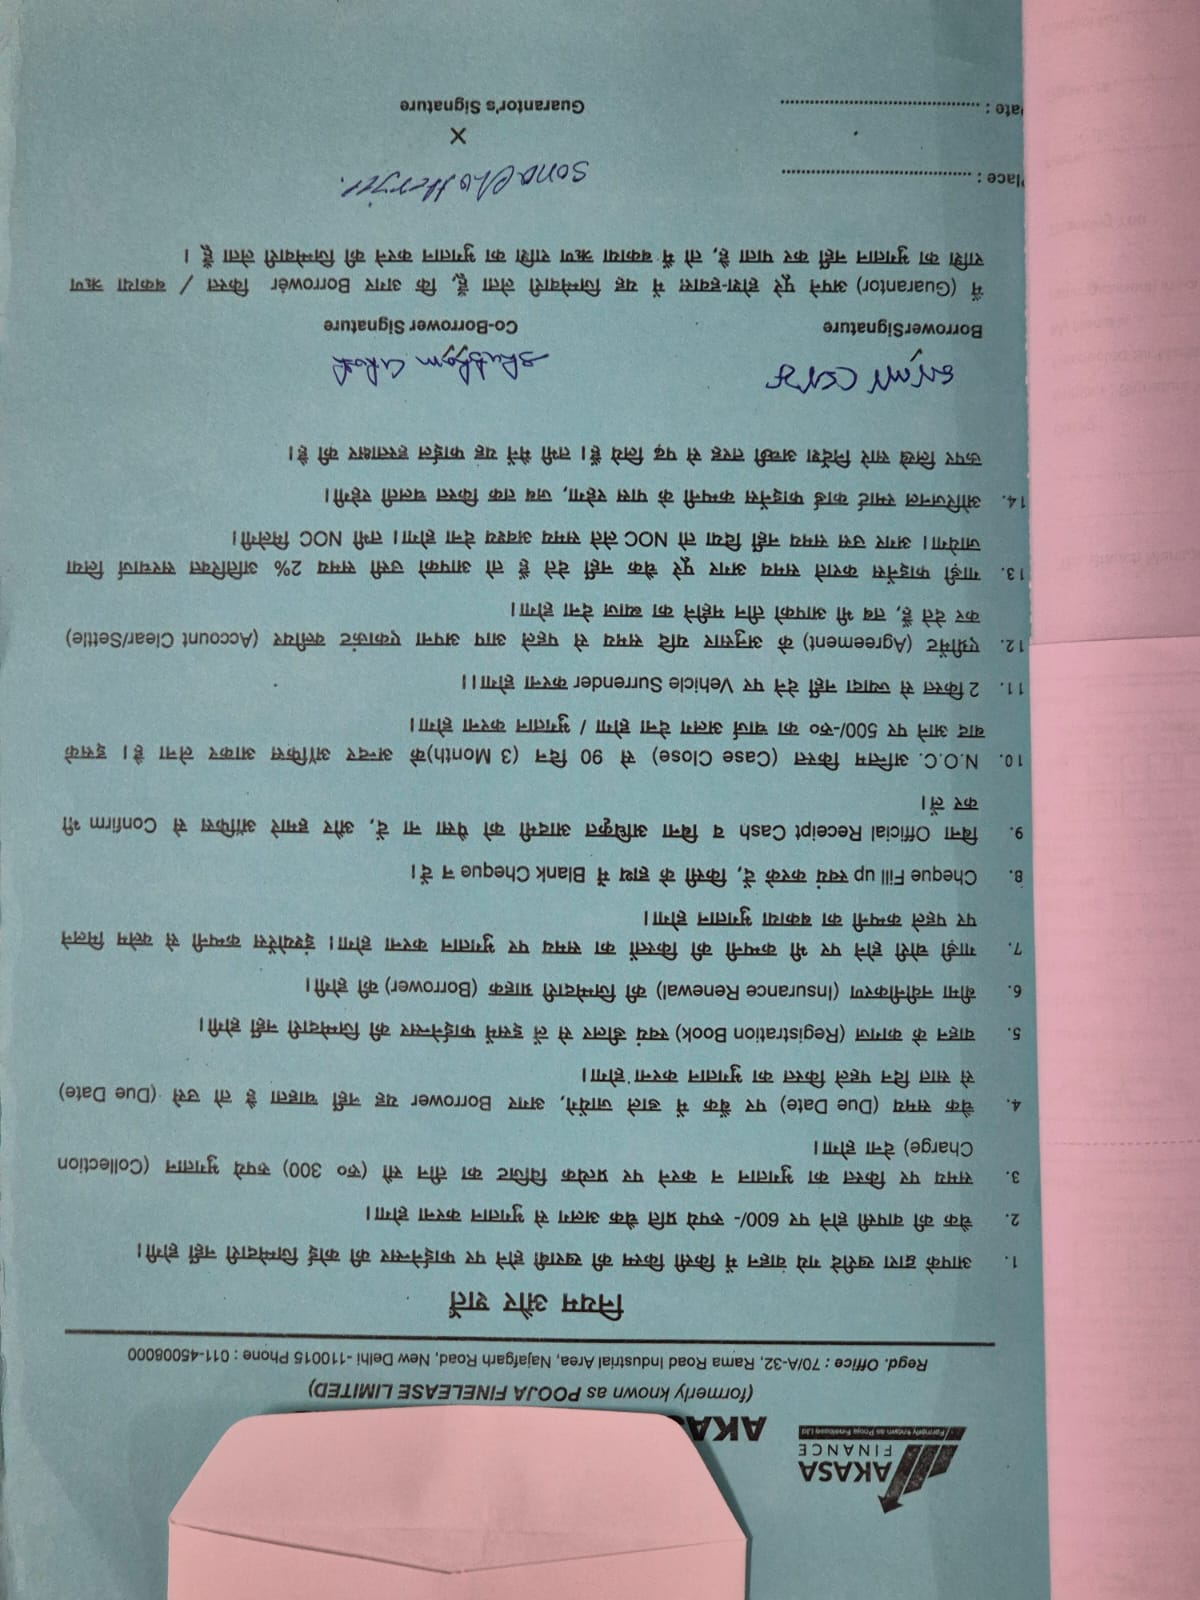 AKASA
FINANCE
Formerly known as Pooja Finelease Ltd.
(formerly known as POOJA FINELEASE LIMITED)
Regd. Office : 70/A-32, Rama Road Industrial Area, Najafgarh Road, New Delhi -110015 Phone : 011-45008000
नियम और शर्तें
1. आपके द्वारा खरीदे गये वाहन में किसी किस्म की खराबी होने पर फाईनेन्सर की कोई जिम्मेदारी नहीं होगी।
2. चैक की वापसी होने पर 600/- रुपये प्रति चैक अलग से भुगतान करना होगा।
3. समय पर किस्त का भुगतान न करने पर प्रत्येक विजिट का तीन सौ (रु० 300) रुपये भुगतान (Collection
Charge) देना होगा।
4. चैक समय (Due Date) पर बैंक में डाले जायेंगे, अगर Borrower यह नहीं चाहता है तो उसे (Due Date)
से सात दिन पहले किस्त का भुगतान करना होगा।
5. वाहन के कागज (Registration Book) स्वयं डीलर से लें इसमें फाईनेन्सर की जिम्मेदारी नहीं होगी।
6. बीमा नवीनीकरण (Insurance Renewal) की जिम्मेदारी ग्राहक (Borrower) की होगी।
7. गाड़ी चोरी होने पर भी कम्पनी की किस्तों का समय पर भुगतान करना होगा। इंश्योरेंस कम्पनी से क्लेम मिलने
पर पहले कम्पनी का बकाया भुगतान होगा।
8. Cheque Fill up स्वयं करके दें, किसी के हाथ में Blank Cheque न दें।
9. बिना Official Receipt Cash व बिना अधिकृत आदमी को पैसा ना दें, और हमारे ऑफिस से Confirm भी
कर लें।
10. N.O.C. अन्तिम किस्त (Case Close) से 90 दिन (3 Month)के अन्दर ऑफिस आकर लेना है। इसके
बाद आने पर 500/-रु० का चार्ज अलग देना होगा / भुगतान करना होगा।
11. 2 किस्त से ज्यादा नहीं देने पर Vehicle Surrender करना होगा।।
12. एग्रीमेंट (Agreement) के अनुसार यदि समय से पहले आप अपना एकाऊंट क्लीयर (Account Clear/Settle)
कर देते हैं, तब भी आपको तीन महीने का ब्याज देना होगा।
13. गाड़ी फाइनेंस कराते समय अगर पूरे चैक नहीं देते हैं तो आपको उसी समय 2% अतिरिक्त सरचार्ज लिया
जायेगा। अगर उस समय नहीं दिया तो NOC लेते समय अवश्य देना होगा। तभी NOC मिलेगी।
14. ओरिजनल स्मार्ट कार्ड फाइनेंस कम्पनी के पास रहेगा, जब तक किस्त चलती रहेगी।
ऊपर लिखे सारे निर्देश अच्छी तरह से पढ़ लिये हैं। तभी मैनें यह फाईल हस्ताक्षर की है।
মালা ঘোষ
Shubham Ghosh
BorrowerSignature
Co-Borrower Signature
मैं (Guarantor) अपने पूरे होश-हवास में यह जिम्मेवारी लेता हूँ, कि अगर Borrower किस्त / बकाया ऋण
राशि का भुगतान नहीं कर पाता है, तो मैं बकाया ऋण राशि का भुगतान करने की जिम्मेवारी लेता हूँ ।
Sona Chatterjee.
lace : ......................................
X
ate : ........................................
Guarantor's Signature